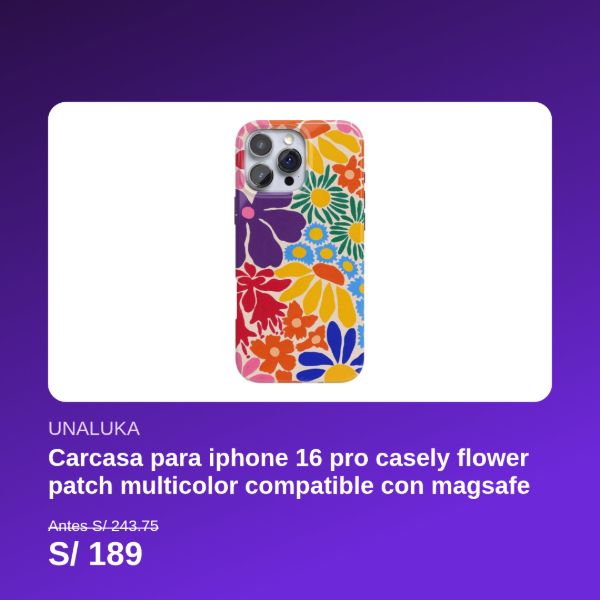 UNALUKA
Carcasa para iphone 16 pro casely flower
patch multicolor compatible con magsafe
Antes S/ 243.75
S/ 189